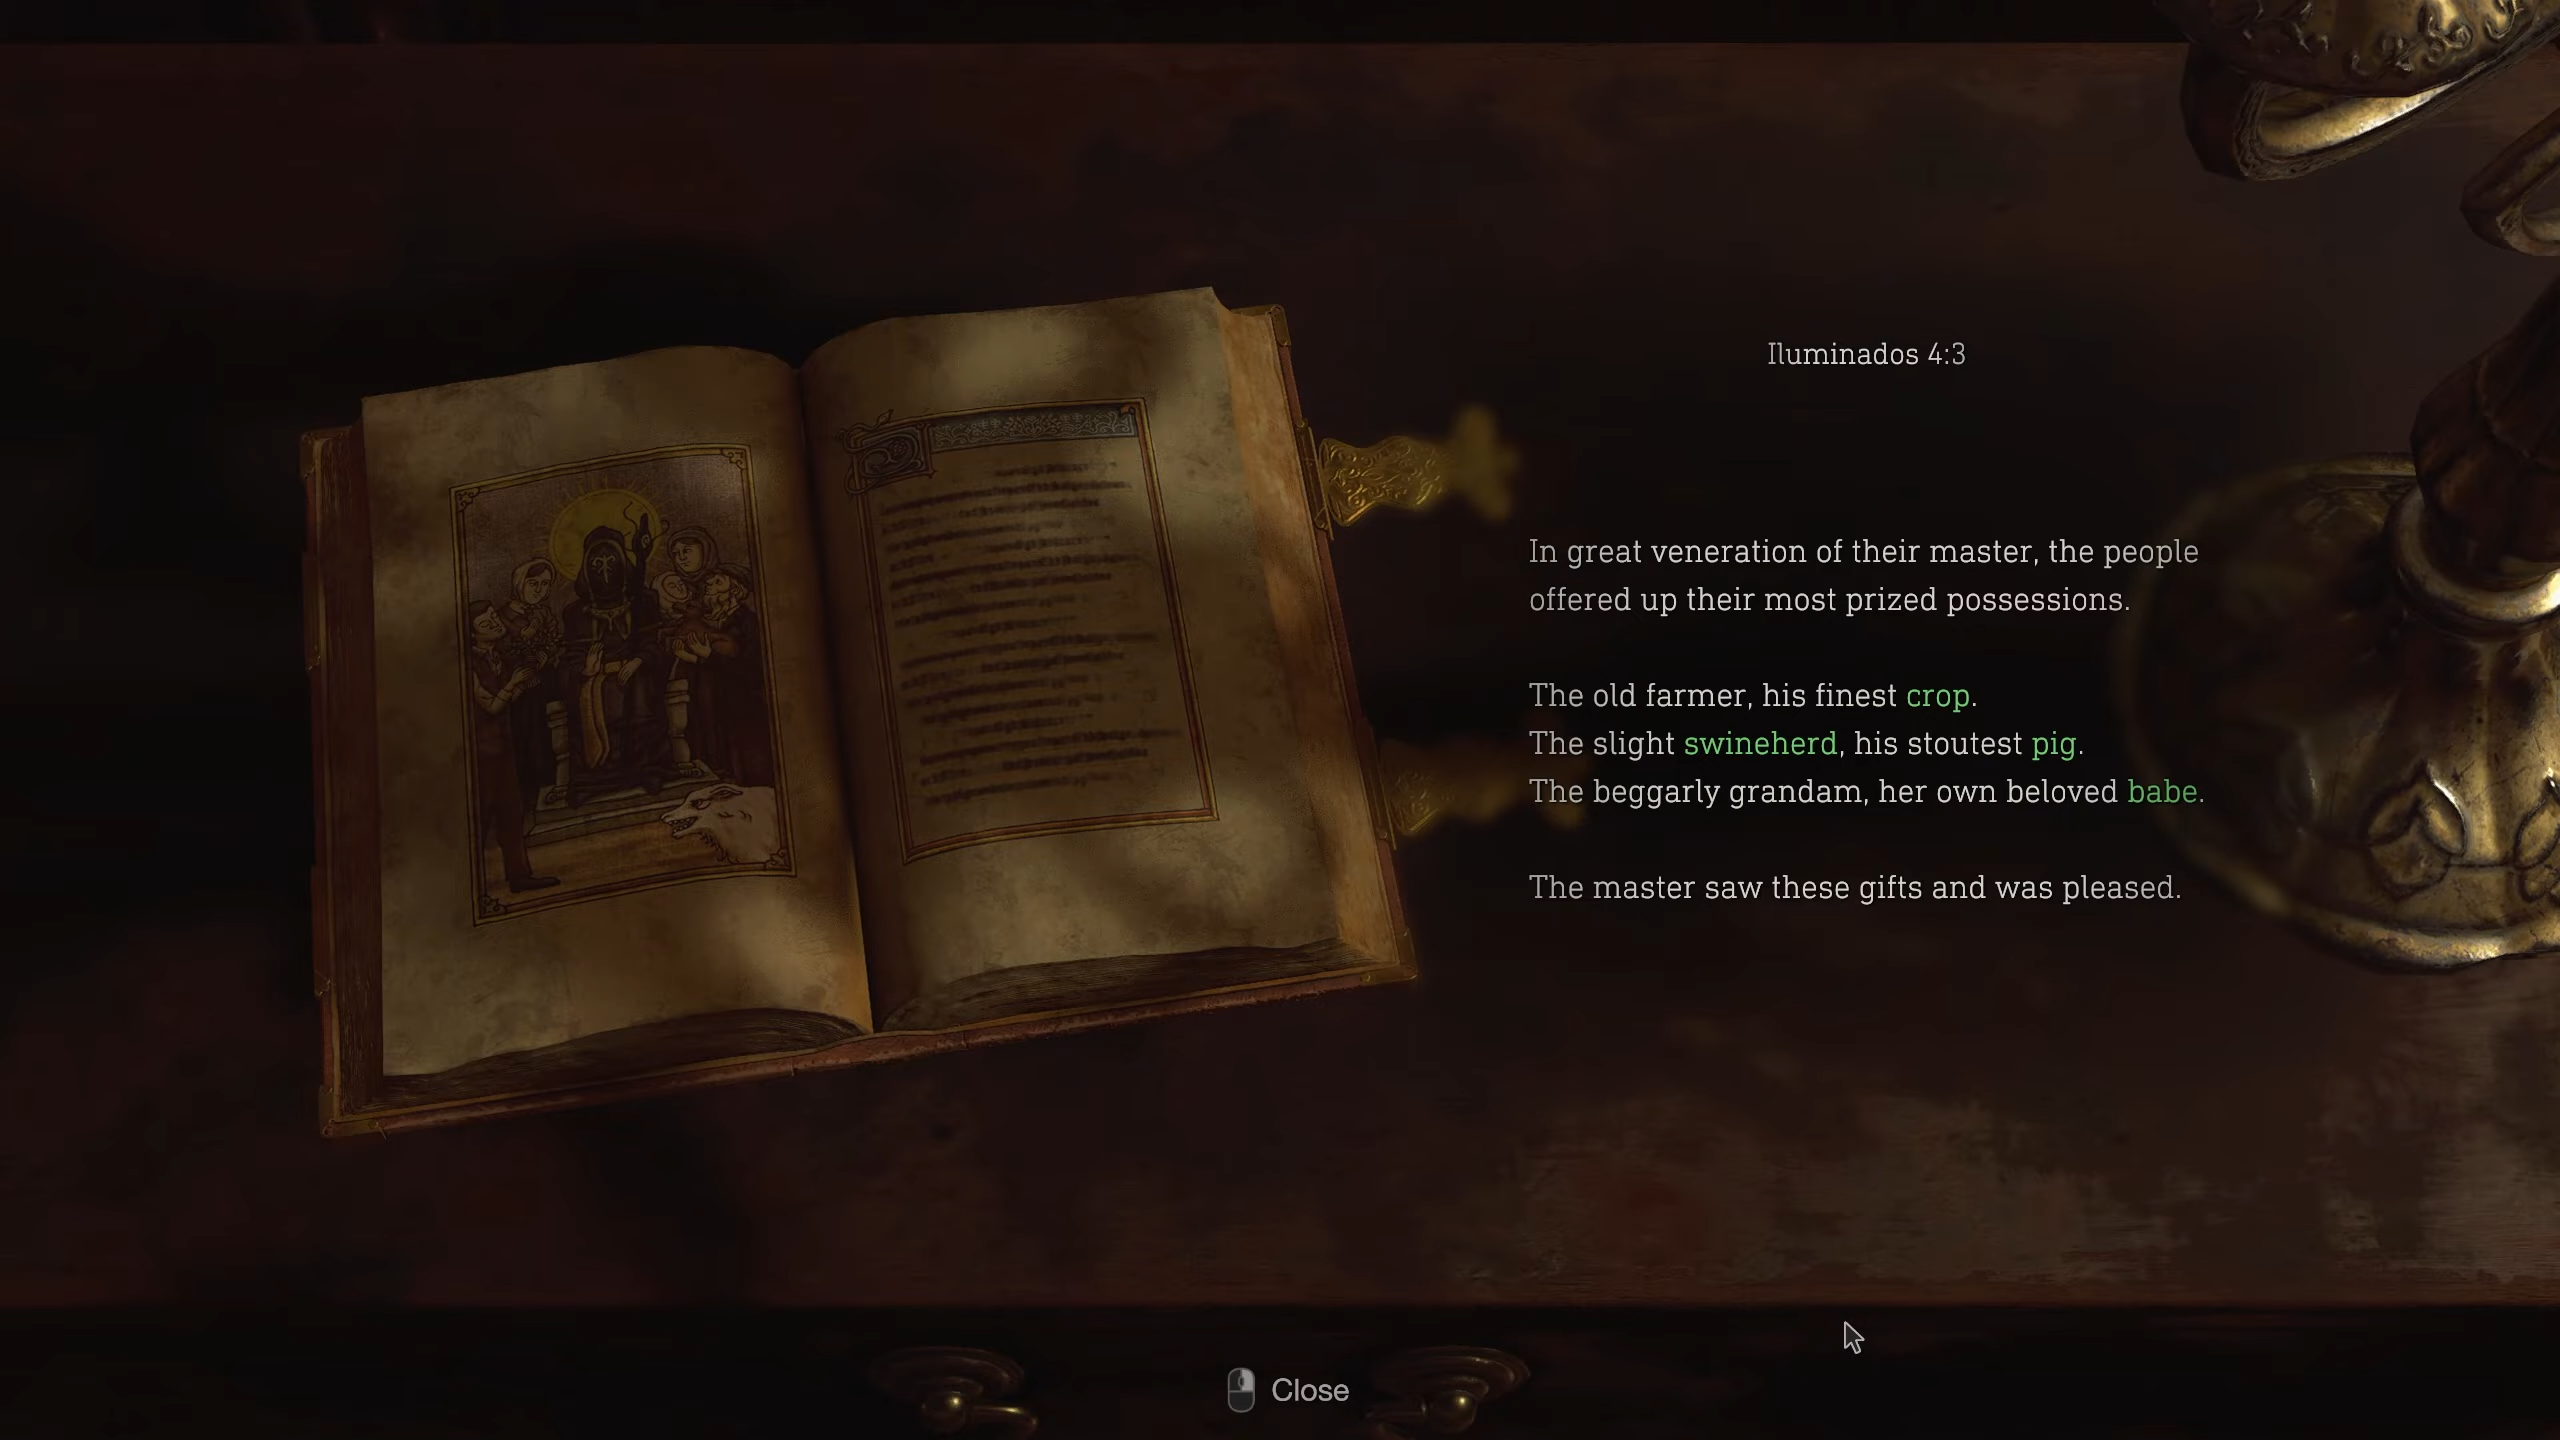 Iluminados 4:3
In great veneration of their master, the people
offered up their most prized possessions.
The old farmer, his finest crop.
The slight swineherd, his stoutest pig.
The beggarly grandam, her own beloved babe.
The master saw these gifts and was pleased.
Close